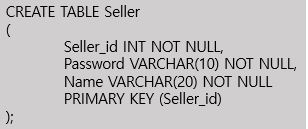 CREATE TABLE Seller
(
Seller_id INT NOT NULL,
Password VARCHAR(10) NOT NULL,
Name VARCHAR(20) NOT NULL
PRIMARY KEY (Seller_id)
);